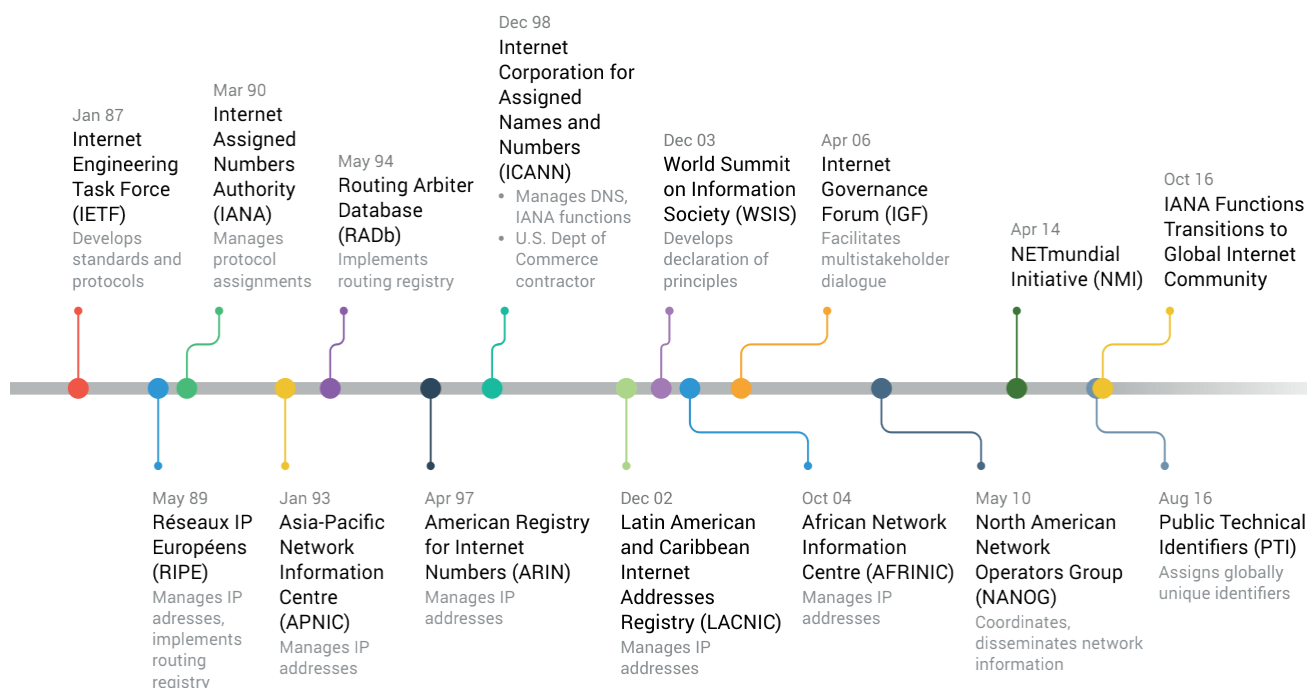 Jan 87
Internet
Engineering
Task Force
(IETF)
Develops
standards and
protocols
Mar 90
Internet
Assigned
Numbers
Authority
(IANA)
Manages
protocol
assignments
May 94
Routing Arbiter
Database
(RADb)
Implements
routing registry
Dec 98
Internet
Corporation for
Assigned
Names and
Numbers
(ICANN)
• Manages DNS,
IANA functions
• U.S. Dept of
Commerce
contractor
Dec 03
World Summit
on Information
Society (WSIS)
Develops
declaration of
principles
Apr 06
Internet
Governance
Forum (IGF)
Facilitates
multistakeholder
dialogue
Apr 14
NETmundial
Initiative (NMI)
Oct 16
IANA Functions
Transitions to
Global Internet
Community
May 89
Réseaux IP
Européens
(RIPE)
Manages IP
adresses,
implements
routing
registry
Jan 93
Asia-Pacific
Network
Information
Centre
(APNIC)
Manages IP
addresses
Apr 97
American Registry
for Internet
Numbers (ARIN)
Manages IP
addresses
Dec 02
Latin American
and Caribbean
Internet
Addresses
Registry (LACNIC)
Manages IP
addresses
Oct 04
African Network
Information
Centre (AFRINIC)
Manages IP
addresses
May 10
North American
Network
Operators Group
(NANOG)
Coordinates,
disseminates network
information
Aug 16
Public Technical
Identifiers (PTI)
Assigns globally
unique identifiers